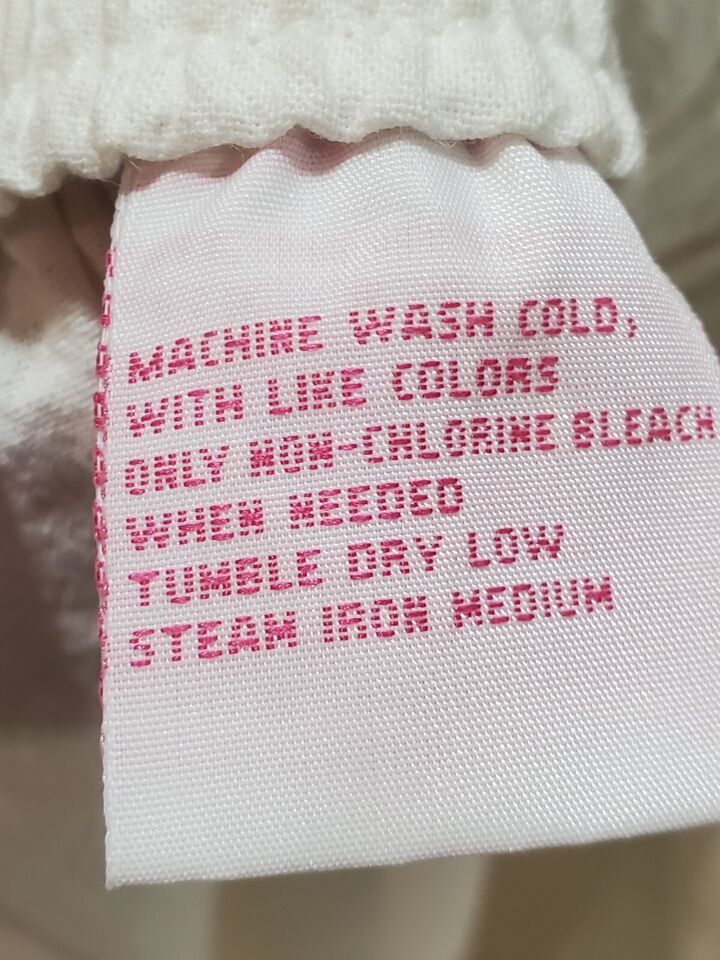 MACHINE WASH COLD,
WITH LIKE COLORS
ONLY NON-CHLORINE BLEACH
WHEN NEEDED
TUMBLE DRY LOW
STEAM IRON MEDIUM